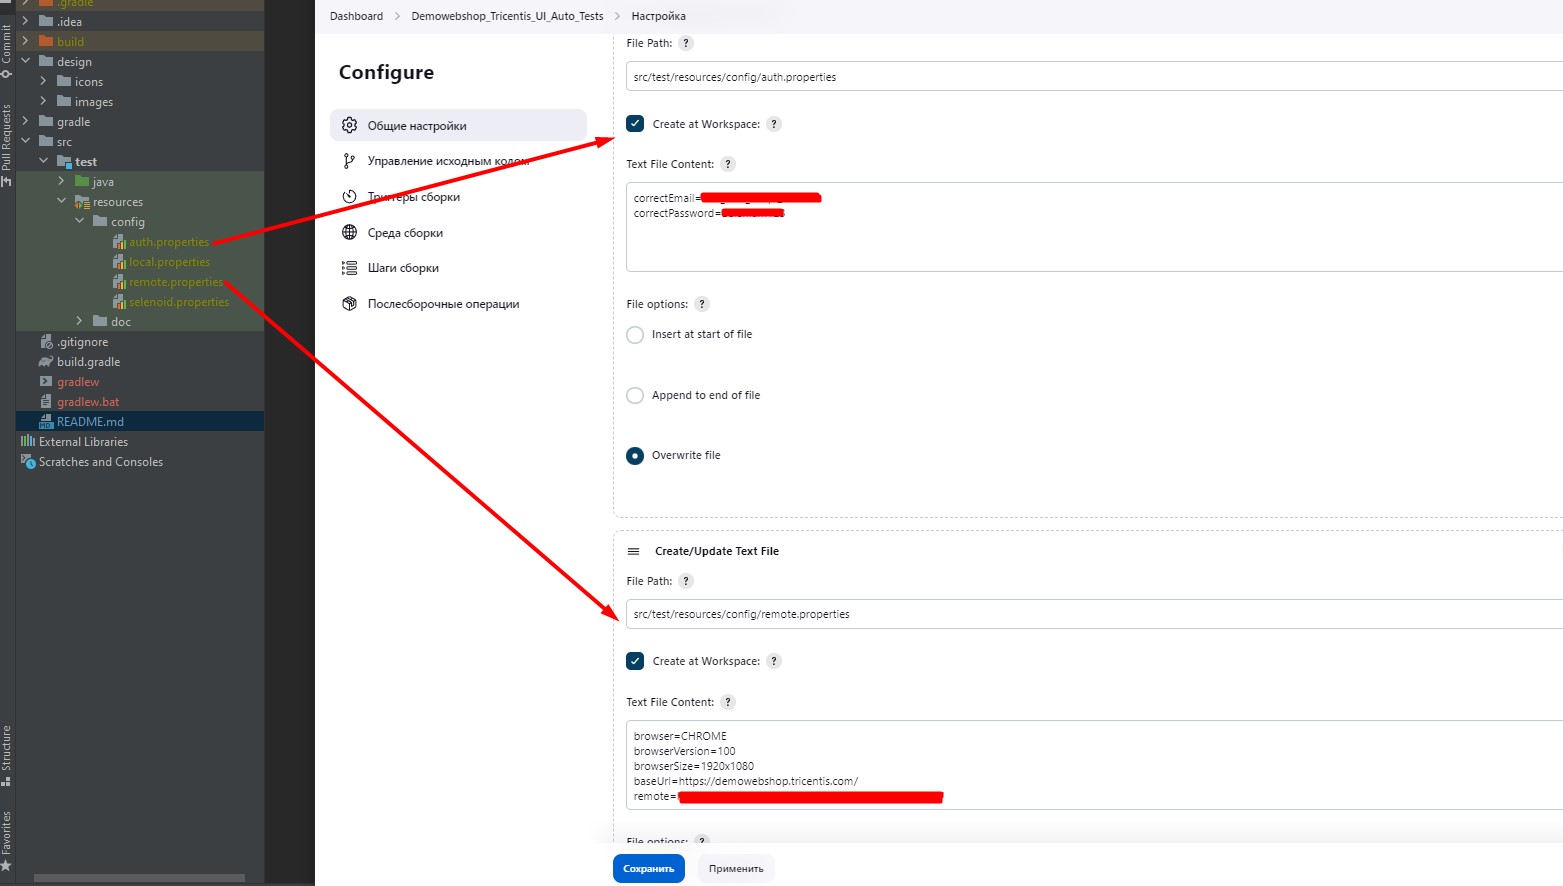 Commit
Pull Requests
Structure
Favorites
.gradle
.idea
build
design
icons
images
gradle
src
test
java
resources
config
auth.properties
local.properties
remote.properties
selenoid.properties
doc
.gitignore
build.gradle
gradlew
gradlew.bat
README.md
External Libraries
Scratches and Consoles
Dashboard > Demowebshop_Tricentis_UI_Auto_Tests > Настройка
Configure
Общие настройки
Управление исходным кодом
Триггеры сборки
Среда сборки
Шаги сборки
Послесборочные операции
File Path: ?
src/test/resources/config/auth.properties
Create at Workspace: ?
Text File Content: ?
correctEmail=
correctPassword=
File options: ?
Insert at start of file
Append to end of file
Overwrite file
Create/Update Text File
File Path: ?
src/test/resources/config/remote.properties
Create at Workspace: ?
Text File Content: ?
browser=CHROME
browserVersion=100
browserSize=1920x1080
baseUrl=https://demowebshop.tricentis.com/
remote=
File options: ?
Сохранить
Применить